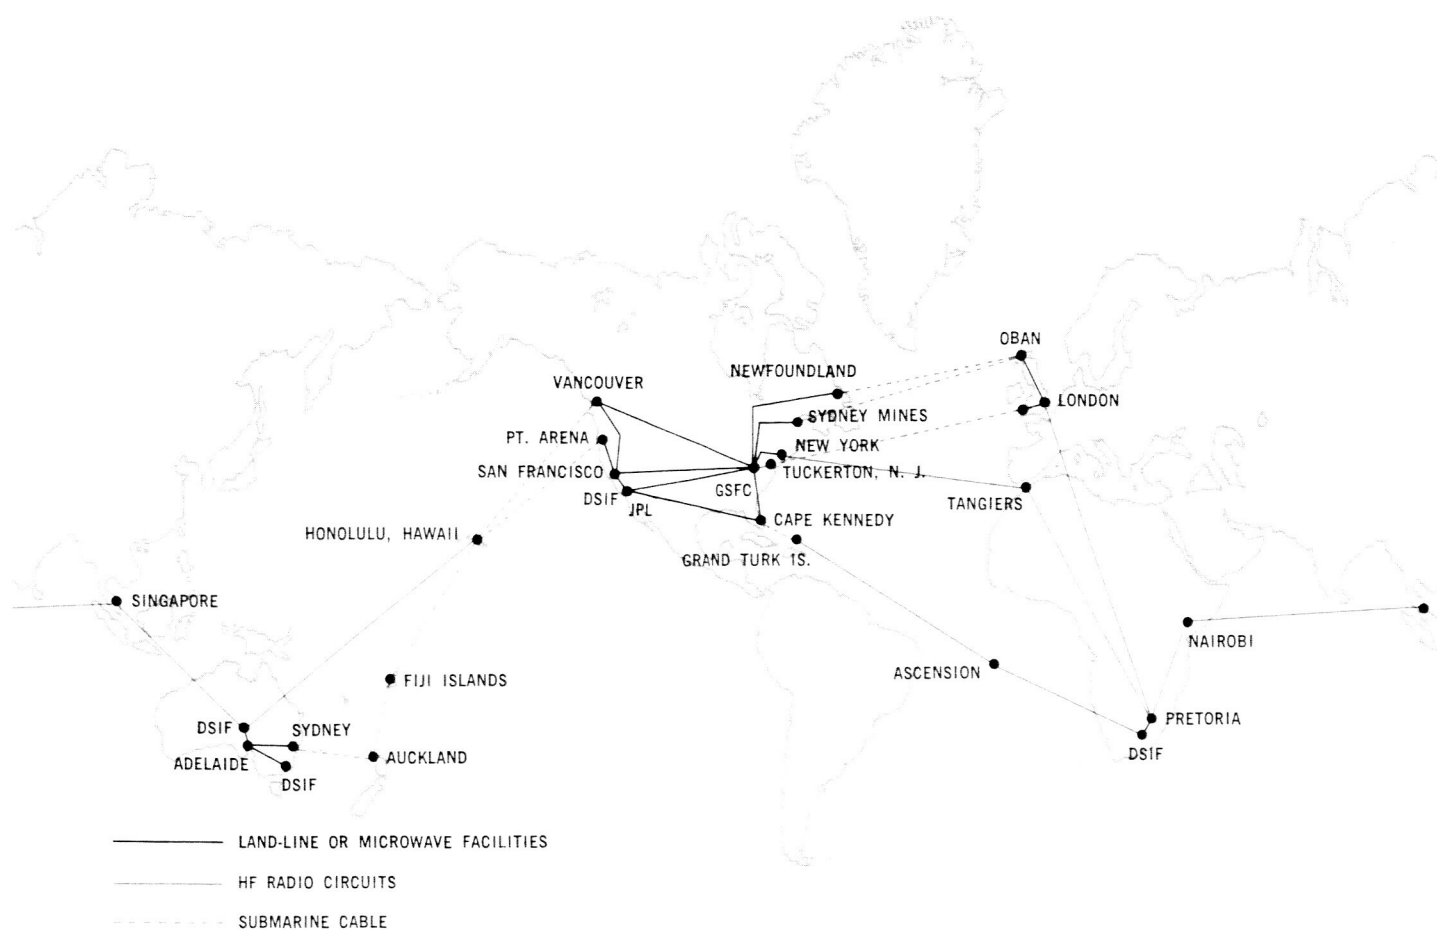 OBAN
NEWFOUNDLAND
VANCOUVER
LONDON
SYDNEY MINES
PT. ARENA
NEW YORK
SAN FRANCISCO
TUCKERTON, N. J.
DSIF
JPL
GSFC
TANGIERS
CAPE KENNEDY
HONOLULU, HAWAII
GRAND TURK IS.
SINGAPORE
NAIROBI
ASCENSION
FIJI ISLANDS
PRETORIA
DSIF
SYDNEY
DSIF
ADELAIDE
AUCKLAND
DSIF
LAND-LINE OR MICROWAVE FACILITIES
HF RADIO CIRCUITS
SUBMARINE CABLE